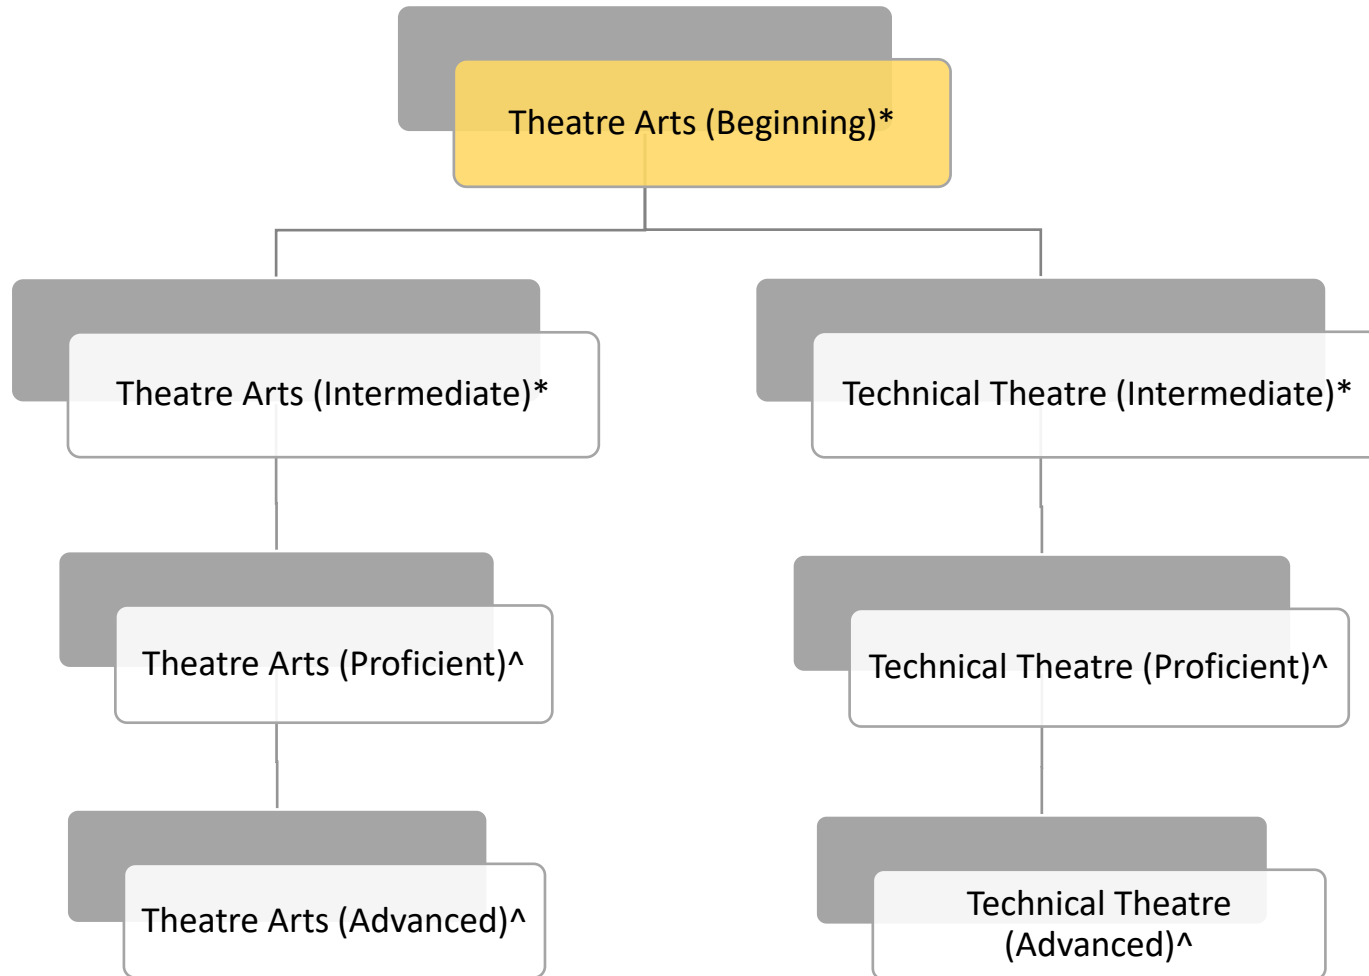 Theatre Arts (Beginning)*
Theatre Arts (Intermediate)*
Technical Theatre (Intermediate)*
Theatre Arts (Proficient)^
Technical Theatre (Proficient)^
Theatre Arts (Advanced)^
Technical Theatre
(Advanced)^